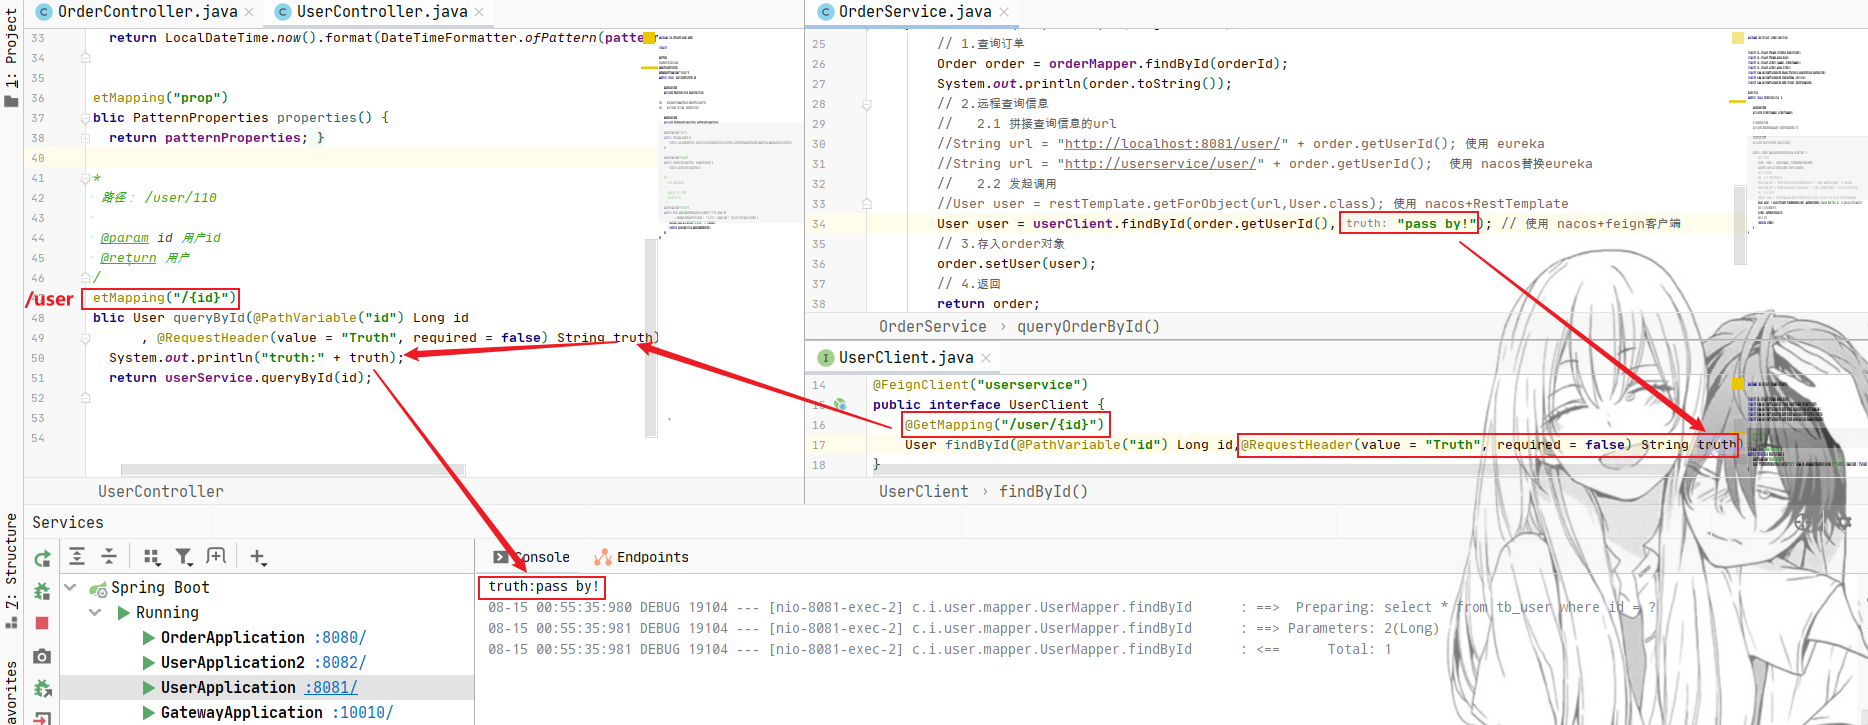 OrderController.java
UserController.java
OrderService.java
1: Project
33 return LocalDateTime.now().format(DateTimeFormatter.ofPattern(patter
34
35
36 etMapping("prop")
37 blic PatternProperties properties() {
38 return patternProperties; }
40
41 *
42 * 路径: /user/110
43 *
44 * @param id 用户id
45 * @return 用户
46 /
/user
etMapping("/{id}")
48 blic User queryById(@PathVariable("id") Long id
49 , @RequestHeader(value = "Truth", required = false) String truth)
50 System.out.println("truth:" + truth);
51 return userService.queryById(id);
52
53
54
UserController
25 // 1.查询订单
26 Order order = orderMapper.findById(orderId);
27 System.out.println(order.toString());
28 // 2.远程查询信息
29 // 2.1 拼接查询信息的url
30 //String url = "http://localhost:8081/user/" + order.getUserId(); 使用 eureka
31 //String url = "http://userservice/user/" + order.getUserId(); 使用 nacos替换eureka
32 // 2.2 发起调用
33 //User user = restTemplate.getForObject(url,User.class); 使用 nacos+RestTemplate
34 User user = userClient.findById(order.getUserId(), truth: "pass by!"); // 使用 nacos+feign客户端
35 // 3.存入order对象
36 order.setUser(user);
37 // 4.返回
38 return order;
OrderService › queryOrderById()
UserClient.java
14 @FeignClient("userservice")
15 public interface UserClient {
16 @GetMapping("/user/{id}")
17 User findById(@PathVariable("id") Long id,@RequestHeader(value = "Truth", required = false) String truth)
18 }
UserClient › findById()
Services
7: Structure
avorites
Spring Boot
Running
OrderApplication :8080/
UserApplication2 :8082/
UserApplication :8081/
GatewayApplication :10010/
Console
Endpoints
truth:pass by!
08-15 00:55:35:980 DEBUG 19104 --- [nio-8081-exec-2] c.i.user.mapper.UserMapper.findById : ==> Preparing: select * from tb_user where id = ?
08-15 00:55:35:981 DEBUG 19104 --- [nio-8081-exec-2] c.i.user.mapper.UserMapper.findById : ==> Parameters: 2(Long)
08-15 00:55:35:981 DEBUG 19104 --- [nio-8081-exec-2] c.i.user.mapper.UserMapper.findById : <== Total: 1